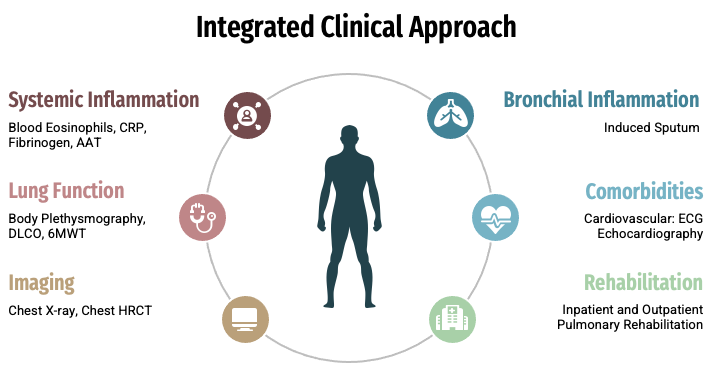 Integrated Clinical Approach
Systemic Inflammation
Blood Eosinophils, CRP,
Fibrinogen, AAT
Lung Function
Body Plethysmography,
DLCO, 6MWT
Imaging
Chest X-ray, Chest HRCT
Bronchial Inflammation
Induced Sputum
Comorbidities
Cardiovascular: ECG
Echocardiography
Rehabilitation
Inpatient and Outpatient
Pulmonary Rehabilitation